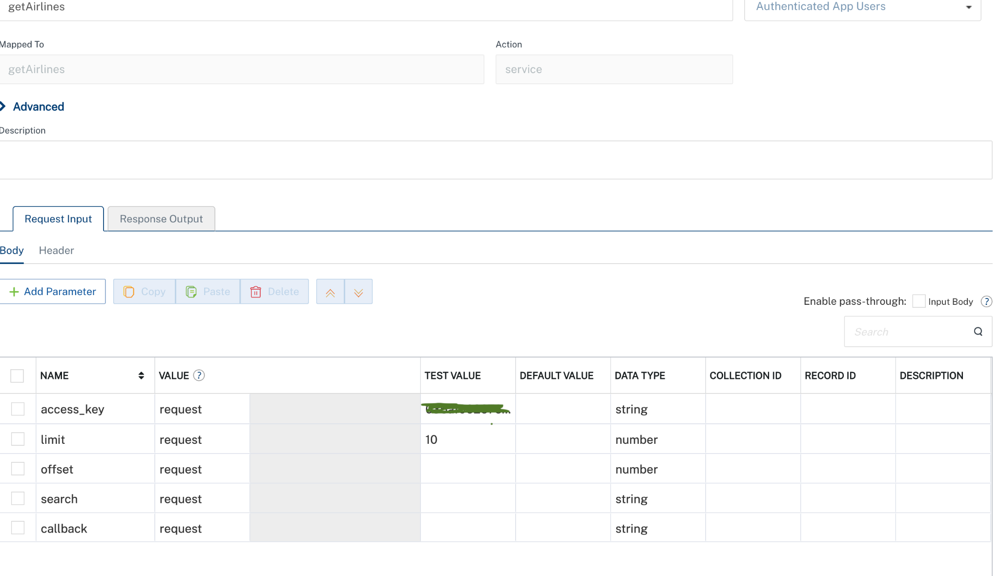 getAirlines
Authenticated App Users
Mapped To
Action
getAirlines
service
Advanced
Description
Request Input
Response Output
Body
Header
Add Parameter
Copy
Paste
Delete
Enable pass-through:
Input Body ?
Search
NAME VALUE ? TEST VALUE DEFAULT VALUE DATA TYPE COLLECTION ID RECORD ID DESCRIPTION
access_key request string
limit request 10 number
offset request number
search request string
callback request string